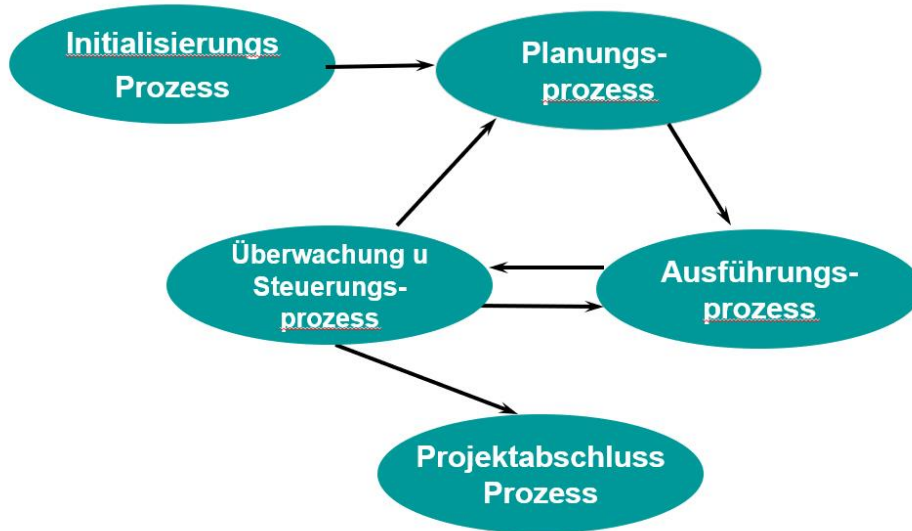 Initialisierungs
Prozess
Planungs-
prozess
Überwachung u
Steuerungs-
prozess
Ausführungs-
prozess
Projektabschluss
Prozess